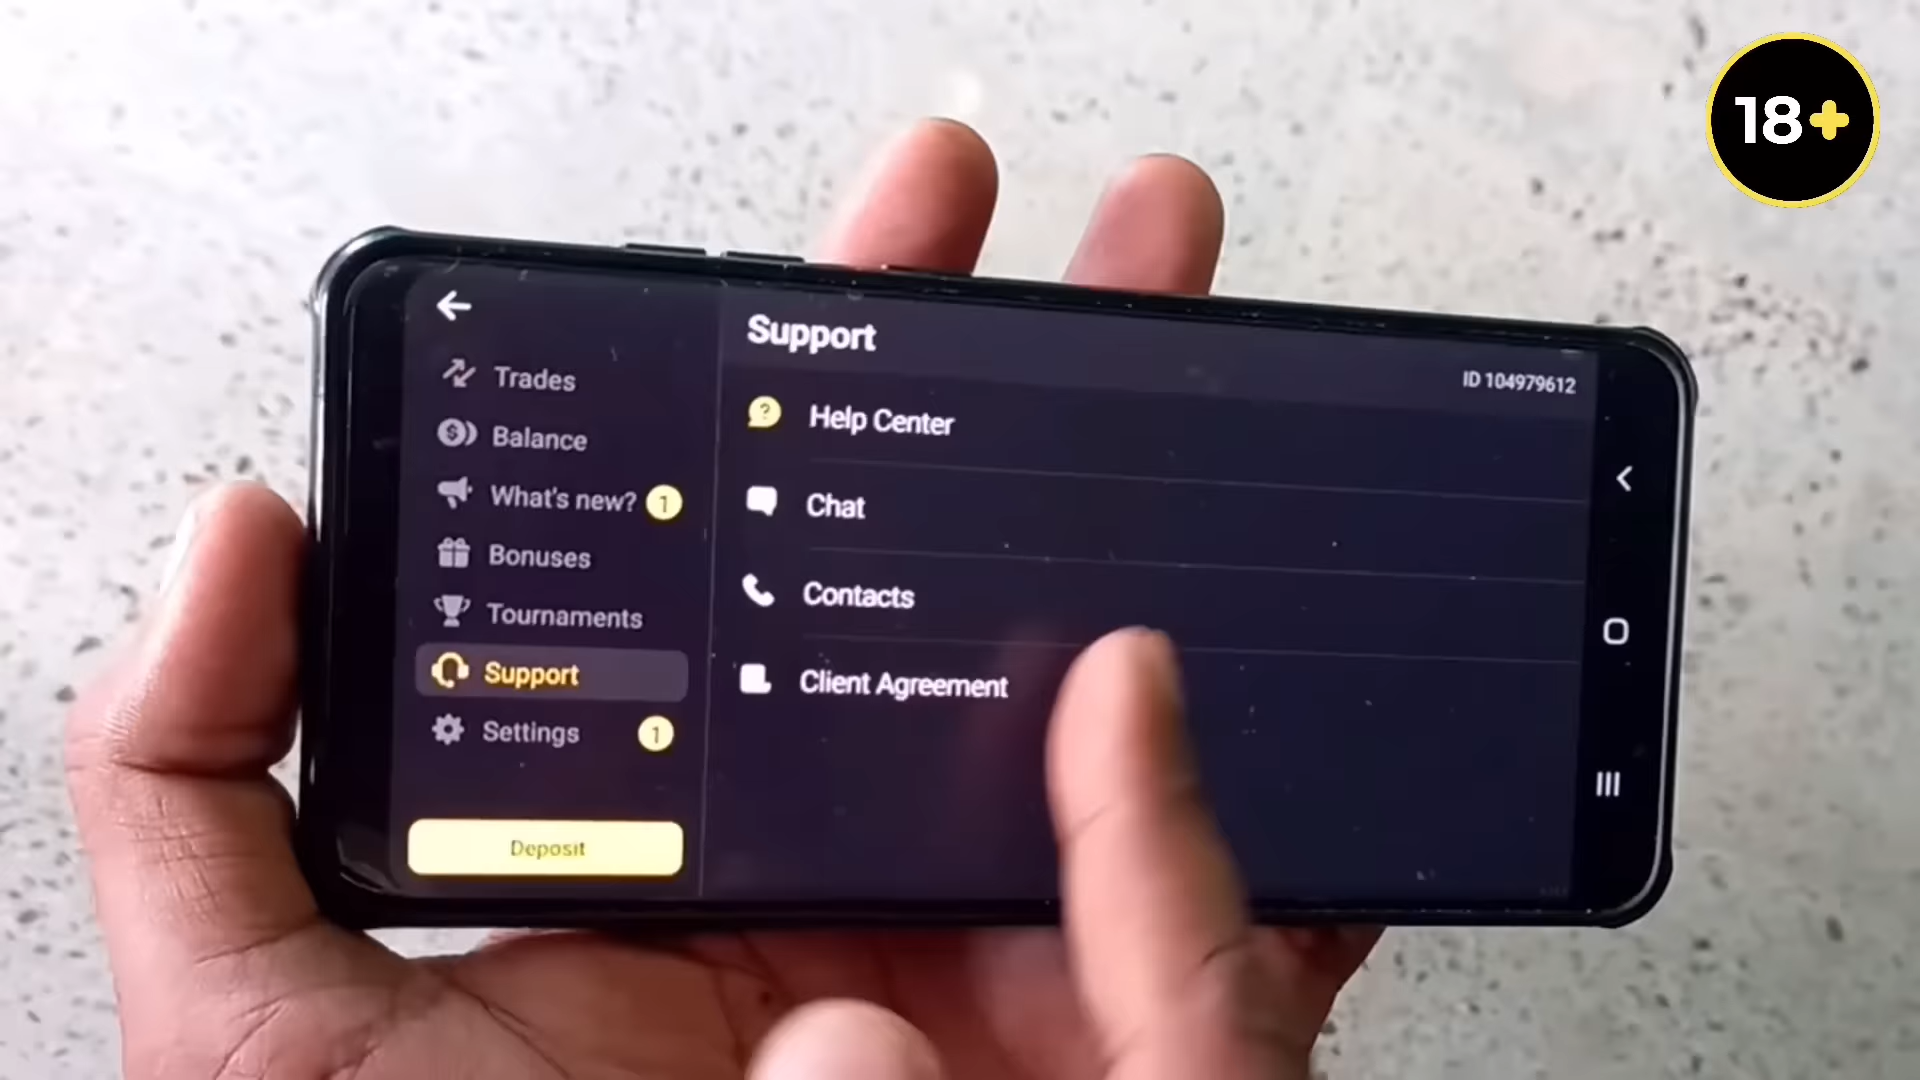 18+
Support
ID 104979612
Trades
Balance
What's new? 1
Bonuses
Tournaments
Support
Settings 1
Deposit
Help Center
Chat
Contacts
Client Agreement